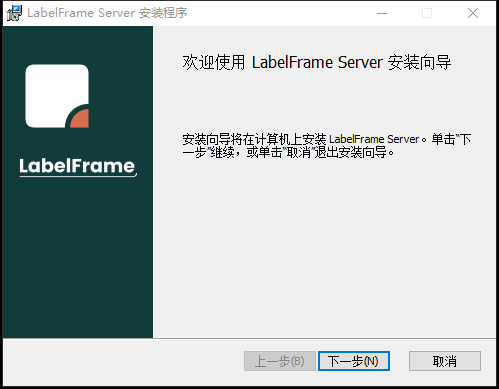 LabelFrame Server 安装程序
欢迎使用 LabelFrame Server 安装向导
LabelFrame
安装向导将在计算机上安装 LabelFrame Server。单击“下
一步”继续，或单击“取消”退出安装向导。
上一步(B)
下一步(N)
取消